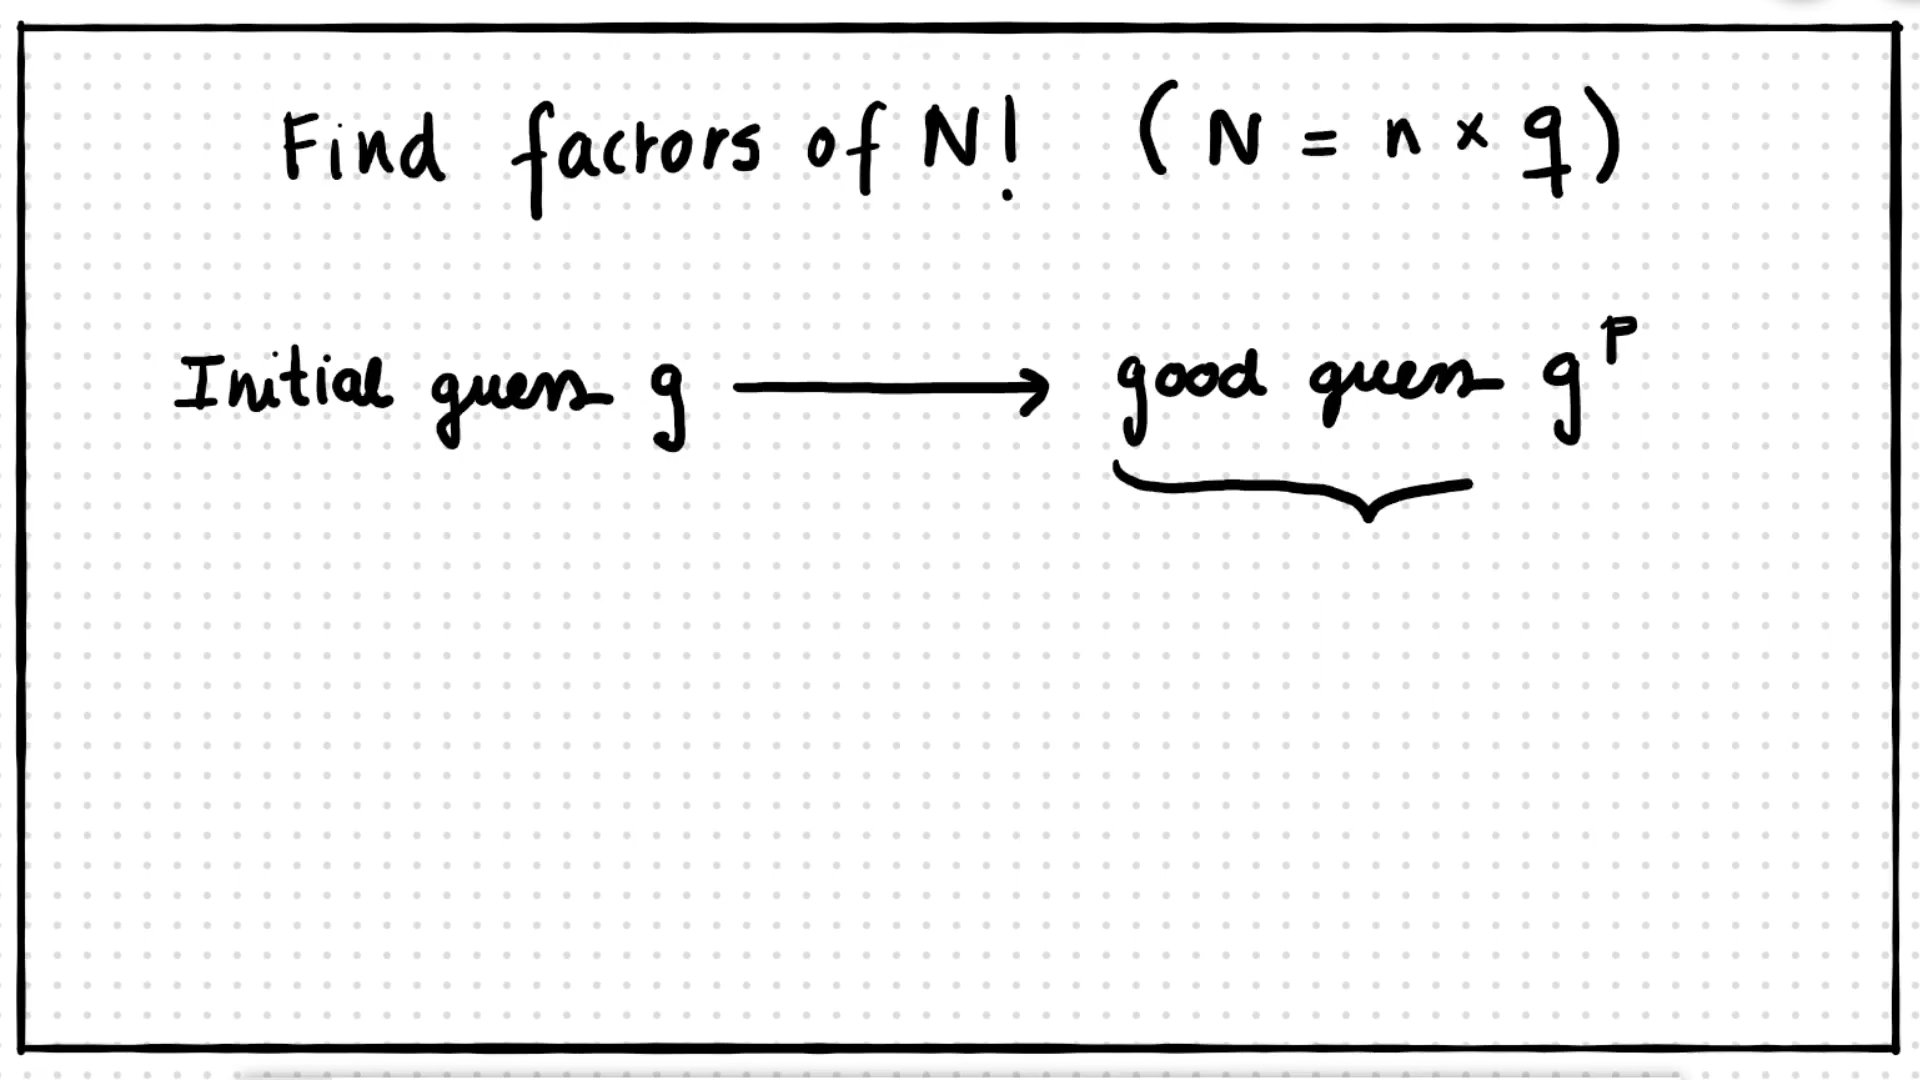 Find factors of N! ( N = n × q )
Initial guess g → good guess g^p